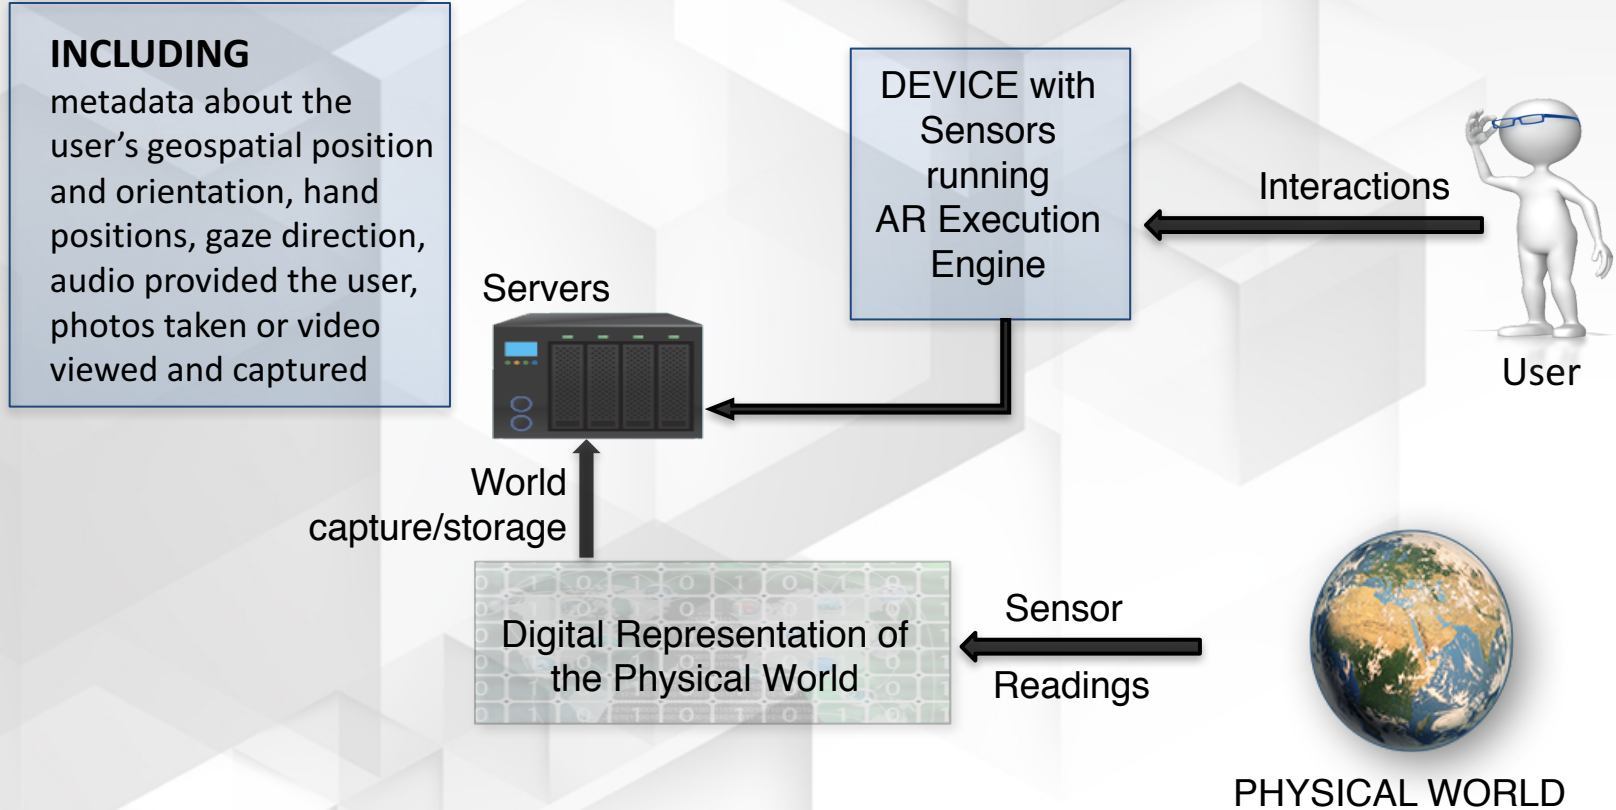 INCLUDING
metadata about the
user’s geospatial position
and orientation, hand
positions, gaze direction,
audio provided the user,
photos taken or video
viewed and captured
DEVICE with
Sensors
running
AR Execution
Engine
Interactions
User
Servers
World
capture/storage
Digital Representation of
the Physical World
Sensor
Readings
PHYSICAL WORLD